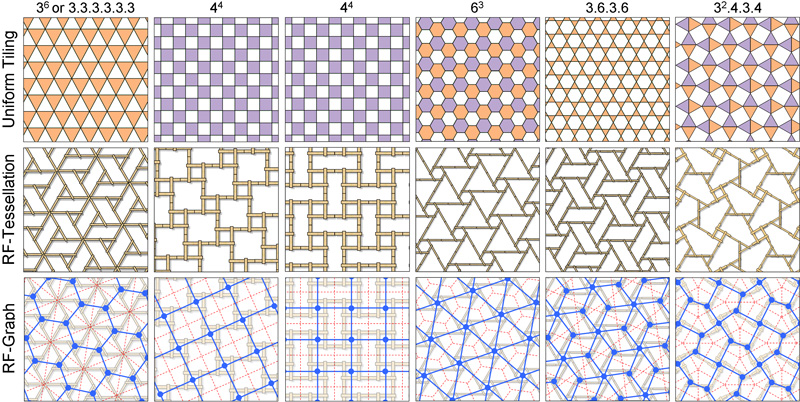 3⁶ or 3.3.3.3.3.3.3
4⁴
4⁴
6³
3.6.3.6
3².4.3.4
Uniform Tiling
RF-Tessellation
RF-Graph